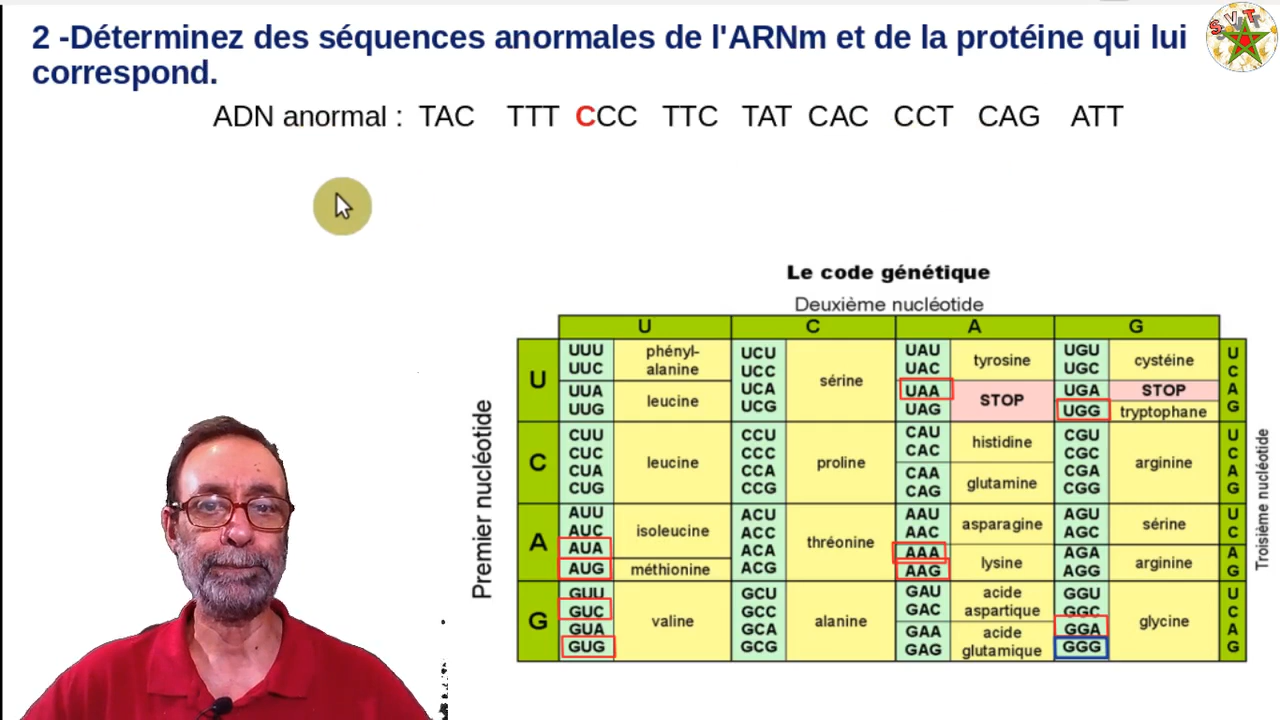 2 -Déterminez des séquences anormales de l'ARNm et de la protéine qui lui
correspond.
SVTT
ADN anormal : TAC TTT CCC TTC TAT CAC CCT CAG ATT
Le code génétique
Deuxième nucléotide
U C A G
Premier nucléotide
Troisième nucléotide
U
UUU UUC phényl-alanine
UUA UUG leucine
UCU UCC UCA UCG sérine
UAU UAC tyrosine
UAA UAG STOP
UGU UGC cystéine
UGA STOP
UGG tryptophane
U C A G
C
CUU CUC CUA CUG leucine
CCU CCC CCA CCG proline
CAU CAC histidine
CAA CAG glutamine
CGU CGC CGA CGG arginine
U C A G
A
AUU AUC AUA isoleucine
AUG méthionine
ACU ACC ACA ACG thréonine
AAU AAC asparagine
AAA AAG lysine
AGU AGC sérine
AGA AGG arginine
U C A G
G
GUU GUC GUA GUG valine
GCU GCC GCA GCG alanine
GAU GAC acide aspartique
GAA GAG acide glutamique
GGU GGC GGA GGG glycine
U C A G